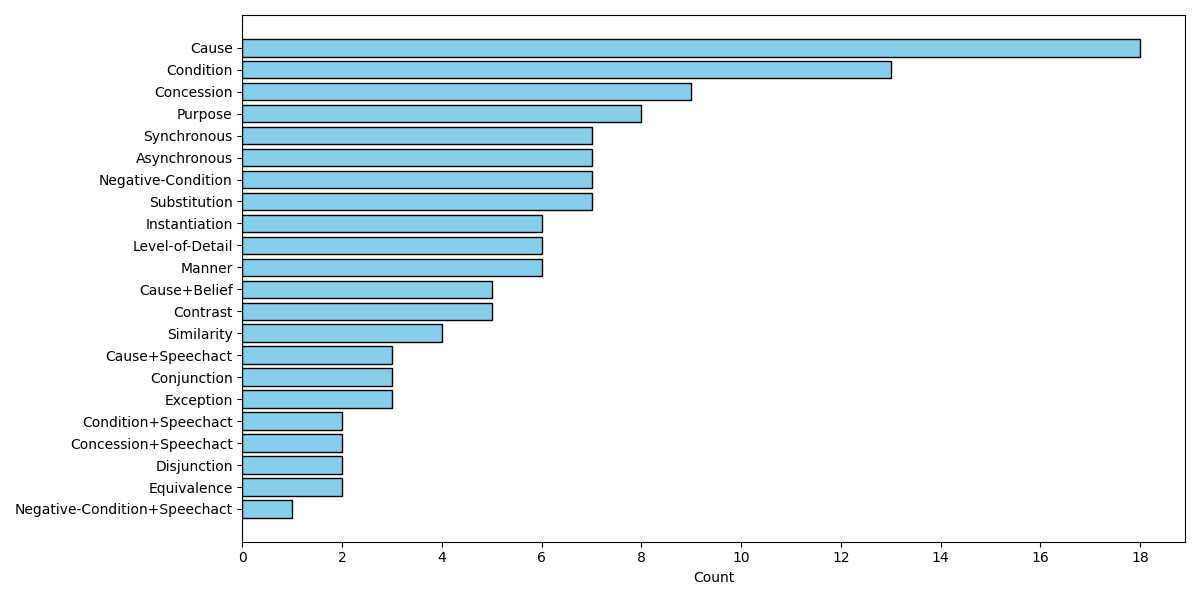 Cause
Condition
Concession
Purpose
Synchronous
Asynchronous
Negative-Condition
Substitution
Instantiation
Level-of-Detail
Manner
Cause+Belief
Contrast
Similarity
Cause+Speechact
Conjunction
Exception
Condition+Speechact
Concession+Speechact
Disjunction
Equivalence
Negative-Condition+Speechact
0 2 4 6 8 10 12 14 16 18
Count